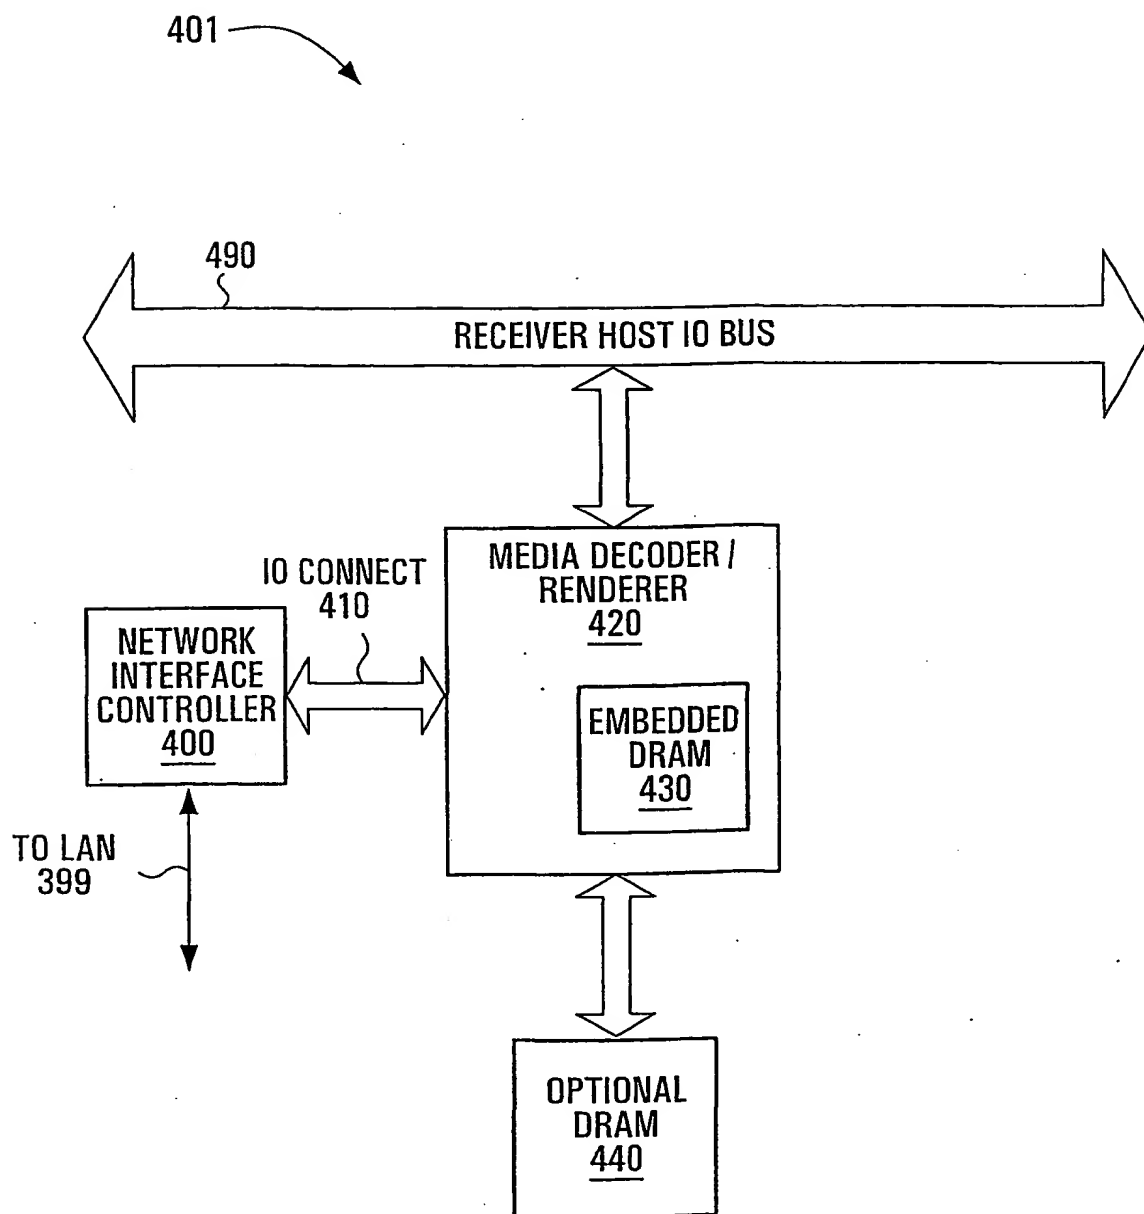 401
490
RECEIVER HOST IO BUS
MEDIA DECODER /
RENDERER
420
IO CONNECT
410
NETWORK
INTERFACE
CONTROLLER
400
EMBEDDED
DRAM
430
TO LAN
399
OPTIONAL
DRAM
440